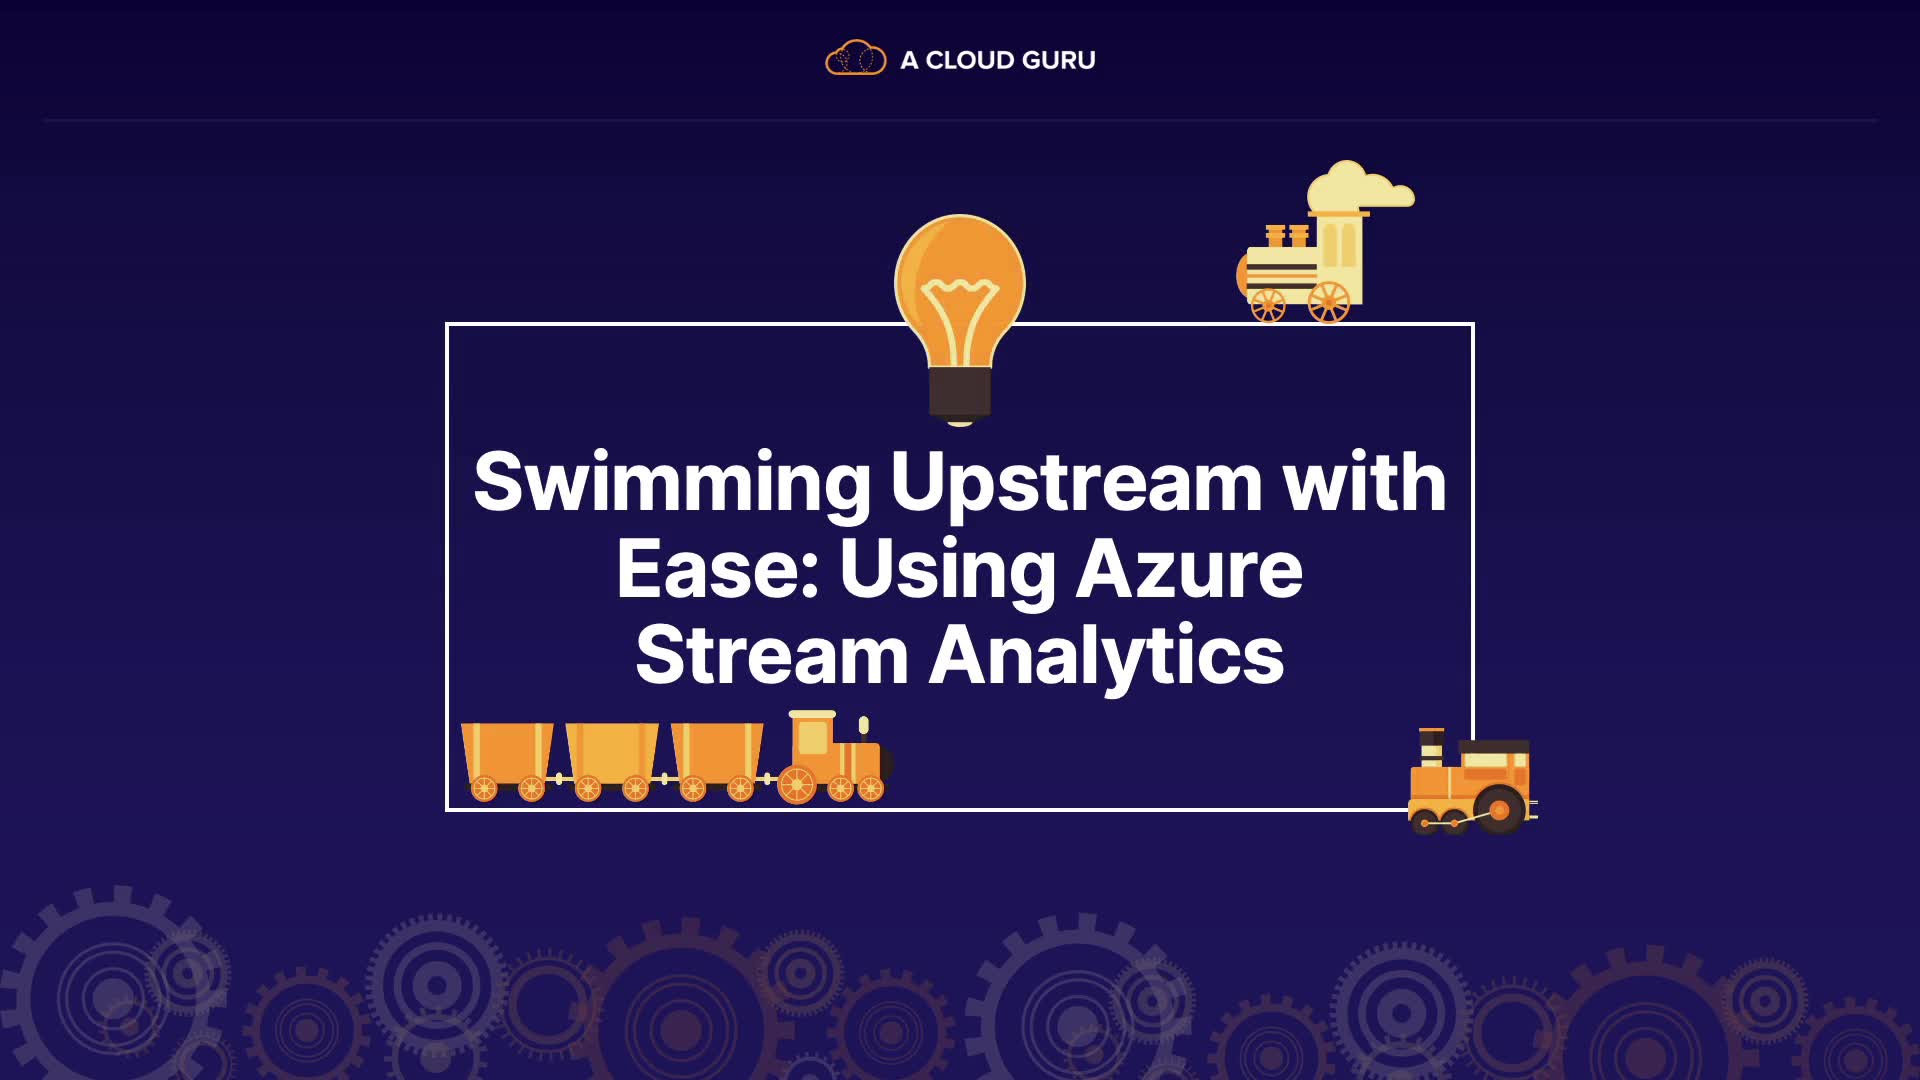 A CLOUD GURU
Swimming Upstream with
Ease: Using Azure
Stream Analytics